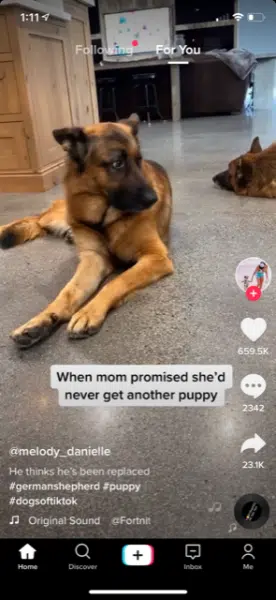 1:11
Following For You
659.5K
When mom promised she'd
never get another puppy
2342
23.1K
@melody_danielle
He thinks he's been replaced
#germanshepherd #puppy
#dogsoftiktok
Original Sound @Fortnit
Home Discover Inbox Me